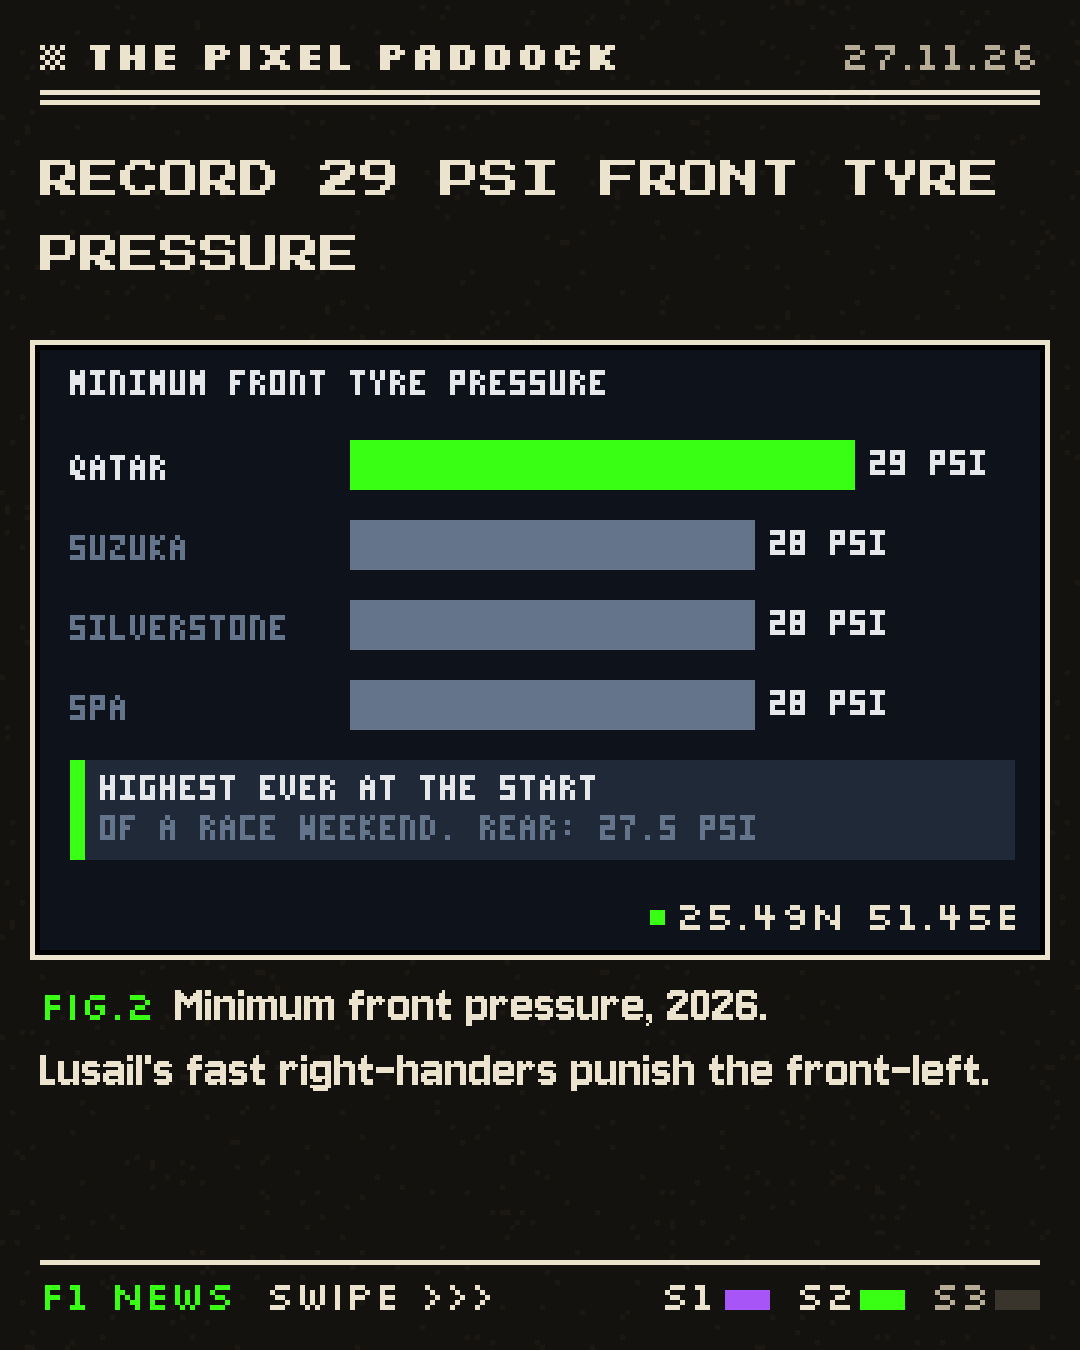 THE PIXEL PADDOCK 27.11.26
RECORD 29 PSI FRONT TYRE
PRESSURE
MINIMUM FRONT TYRE PRESSURE
QATAR 29 PSI
SUZUKA 28 PSI
SILVERSTONE 28 PSI
SPA 28 PSI
HIGHEST EVER AT THE START
OF A RACE WEEKEND. REAR: 27.5 PSI
25.49N 51.45E
FIG.2 Minimum front pressure, 2026.
Lusail's fast right-handers punish the front-left.
F1 NEWS SWIPE >>> S1 S2 S3